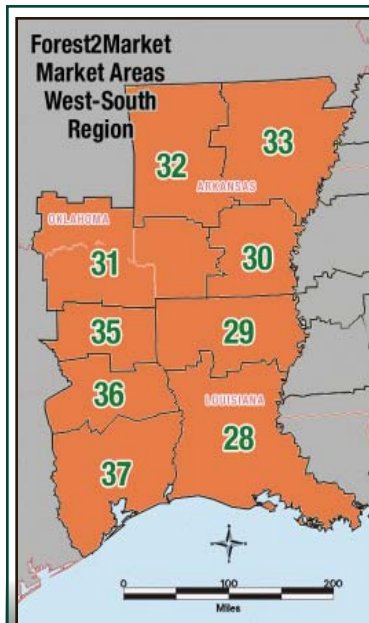 Forest2Market
Market Areas
West-South
Region
33
32
ARKANSAS
OKLAHOMA
31
30
35
29
36
LOUISIANA
28
37
0 100 200
Miles